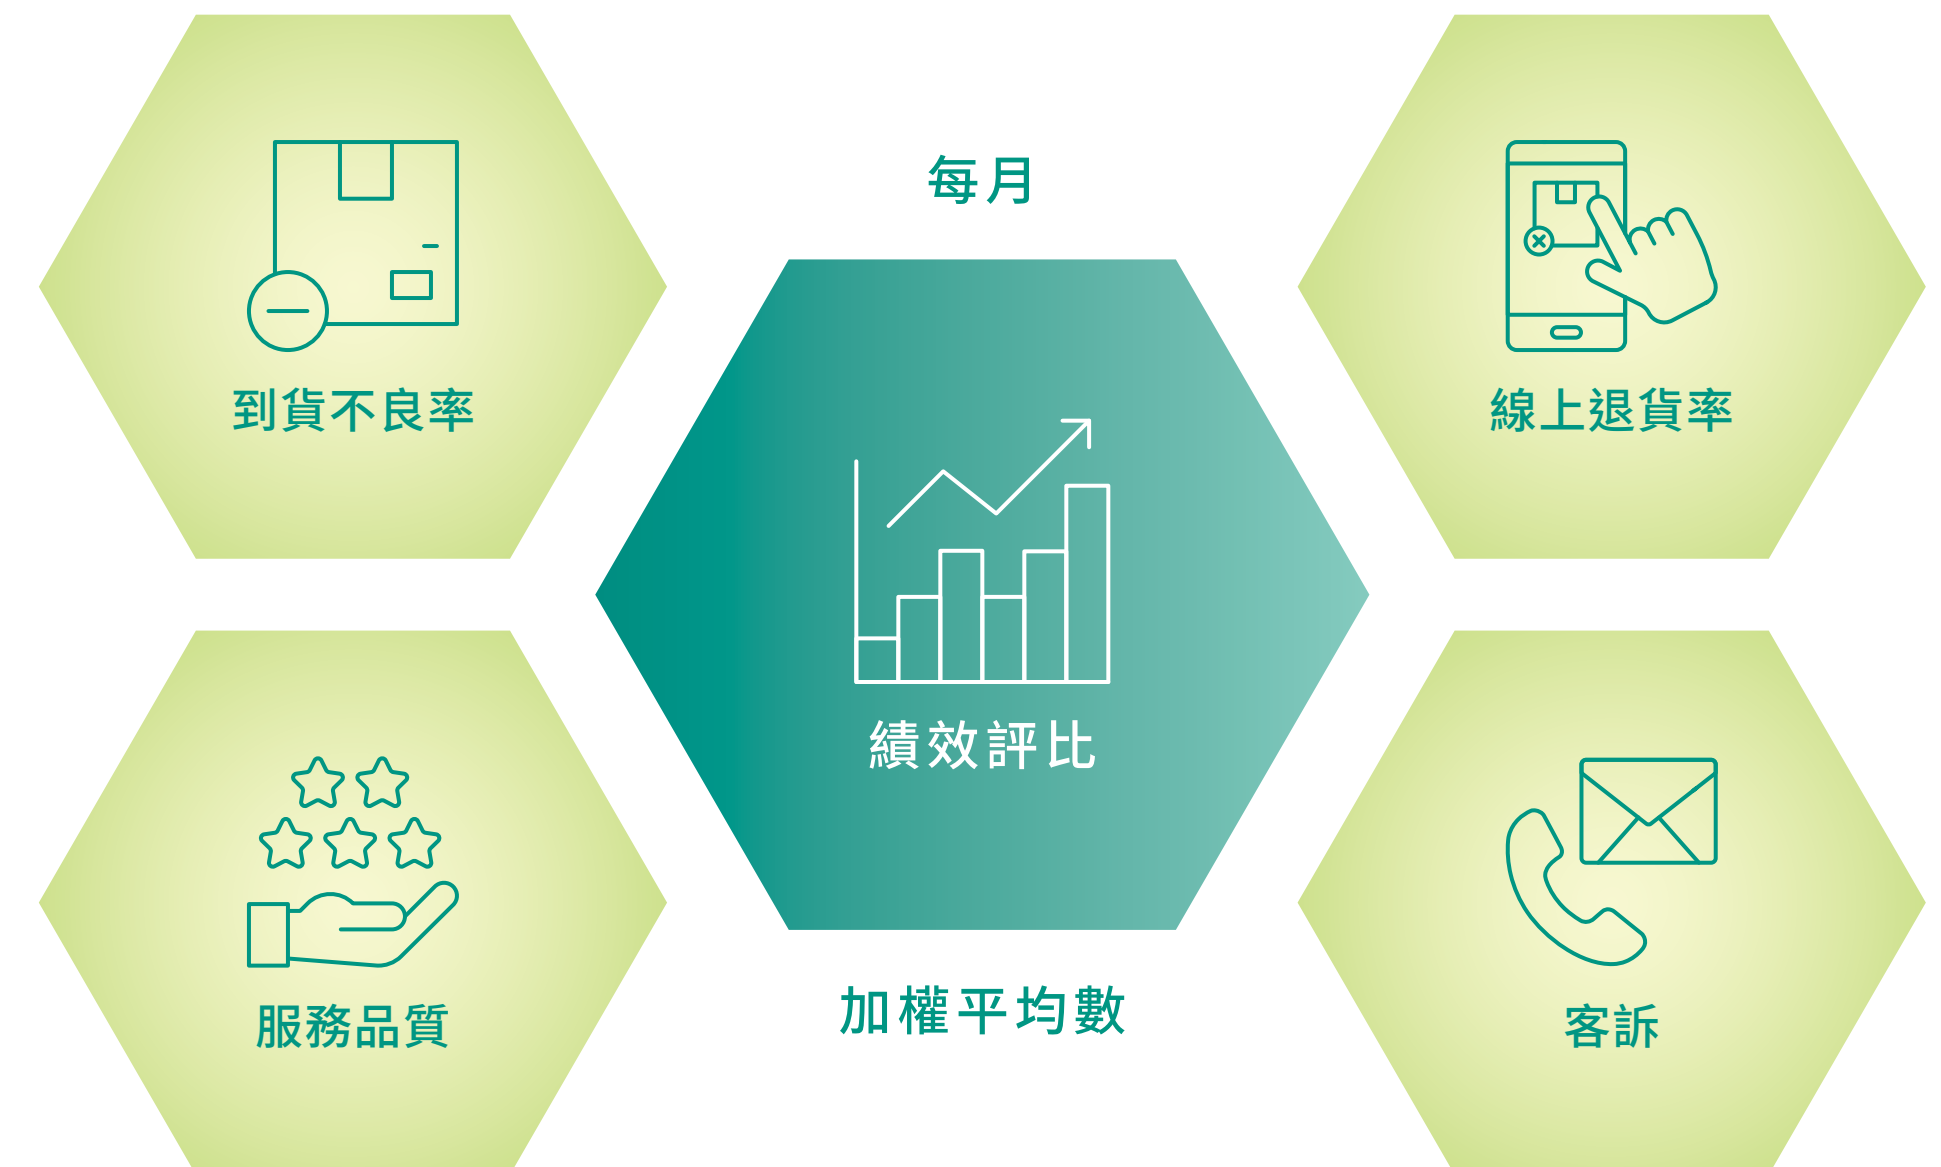 每月
到貨不良率
線上退貨率
績效評比
服務品質
加權平均數
客訴